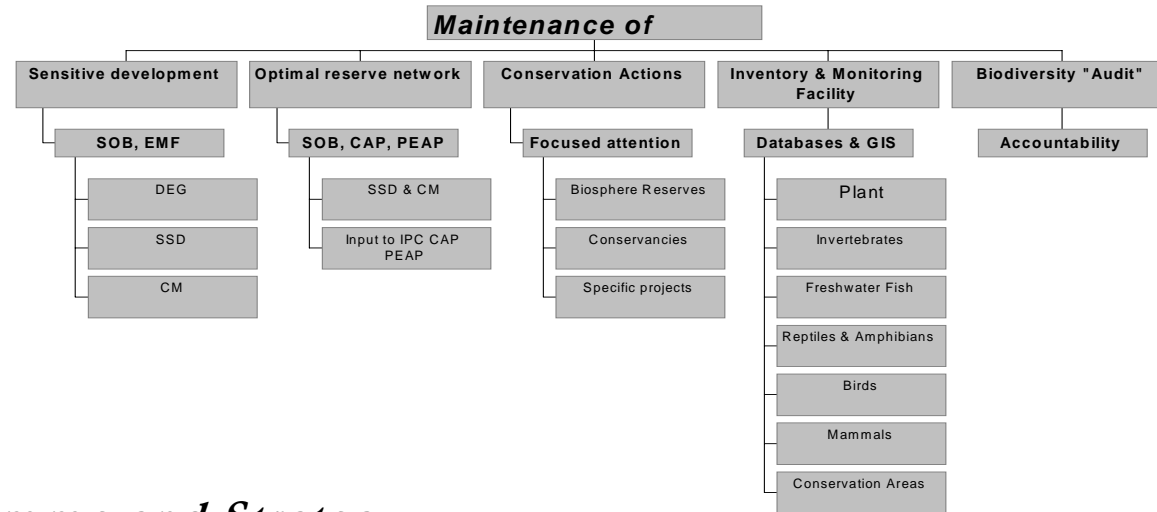 Maintenance of
Sensitive development
Optimal reserve network
Conservation Actions
Inventory & Monitoring
Facility
Biodiversity "Audit"
SOB, EMF
SOB, CAP, PEAP
Focused attention
Databases & GIS
Accountability
DEG
SSD
CM
SSD & CM
Input to IPC CAP
PEAP
Biosphere Reserves
Conservancies
Specific projects
Plant
Invertebrates
Freshwater Fish
Reptiles & Amphibians
Birds
Mammals
Conservation Areas